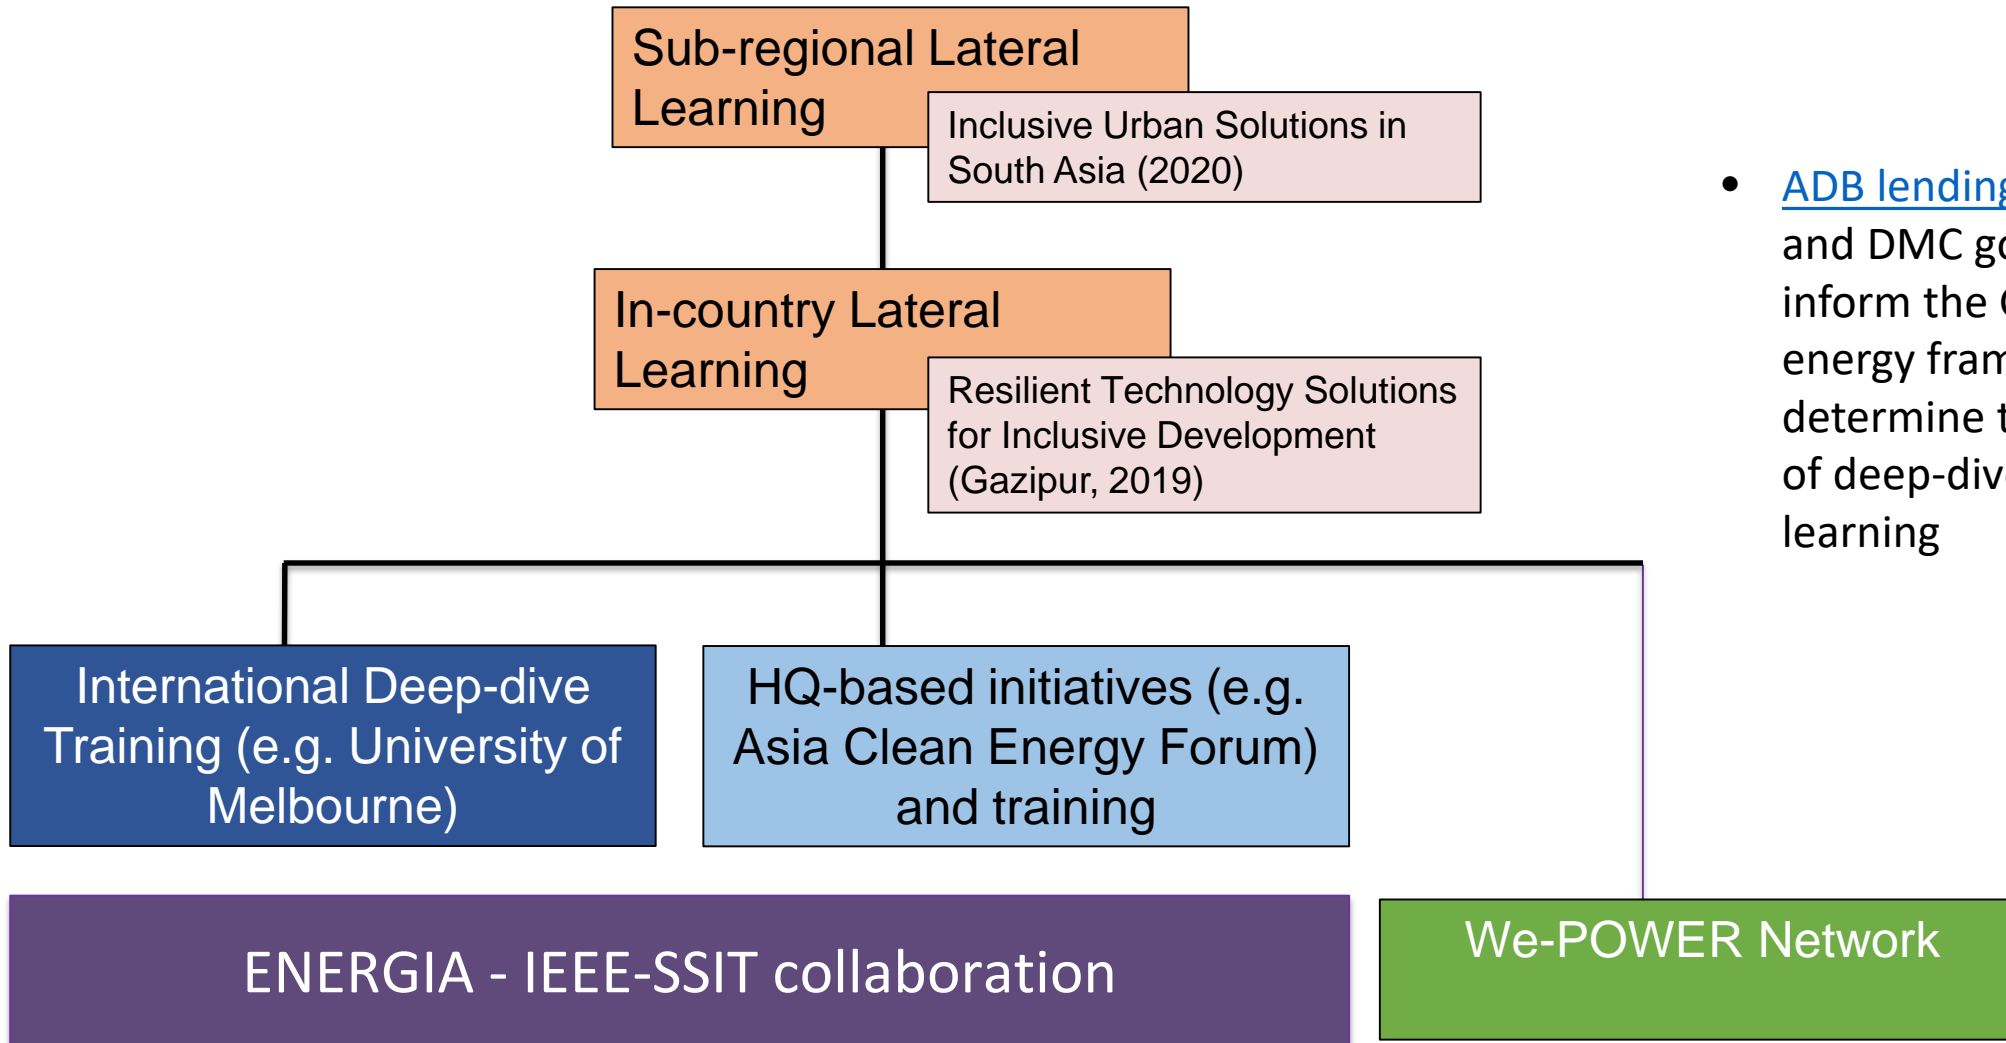 Sub-regional Lateral
Learning
Inclusive Urban Solutions in
South Asia (2020)
In-country Lateral
Learning
Resilient Technology Solutions
for Inclusive Development
(Gazipur, 2019)
International Deep-dive
Training (e.g. University of
Melbourne)
HQ-based initiatives (e.g.
Asia Clean Energy Forum)
and training
ENERGIA - IEEE-SSIT collaboration
We-POWER Network
• ADB lending
and DMC
inform the
energy
determine
of
learning